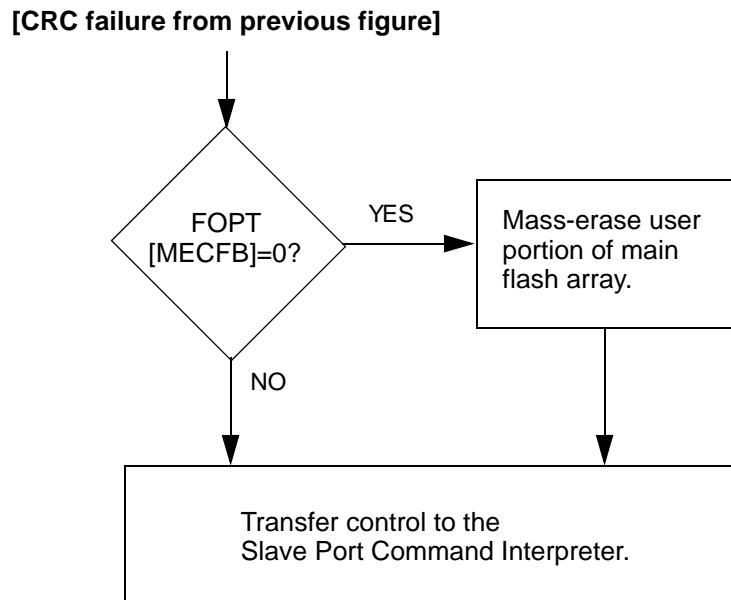 [CRC failure from previous figure]
FOPT
[MECFB]=0?
YES
Mass-erase user
portion of main
flash array.
NO
Transfer control to the
Slave Port Command Interpreter.